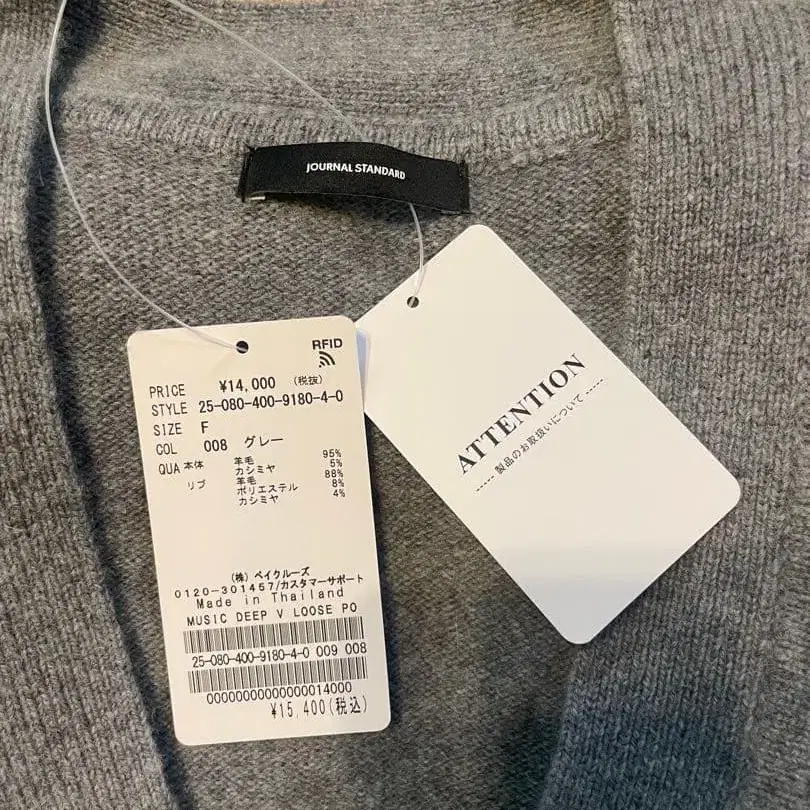 JOURNAL STANDARD
RFID
PRICE ¥14,000 (税抜)
STYLE 25-080-400-9180-4-0
SIZE F
COL 008 グレー
QUA 本体 羊毛 95%
カシミヤ 5%
リブ 羊毛 88%
ポリエステル 8%
カシミヤ 4%
(株) ベイクルーズ
0120-301457/カスタマーサポート
Made in Thailand
MUSIC DEEP V LOOSE PO
25-080-400-9180-4-0 009 008
00000000000000014000
¥15,400(税込)
ATTENTION
----- 製品のお取扱いについて -----